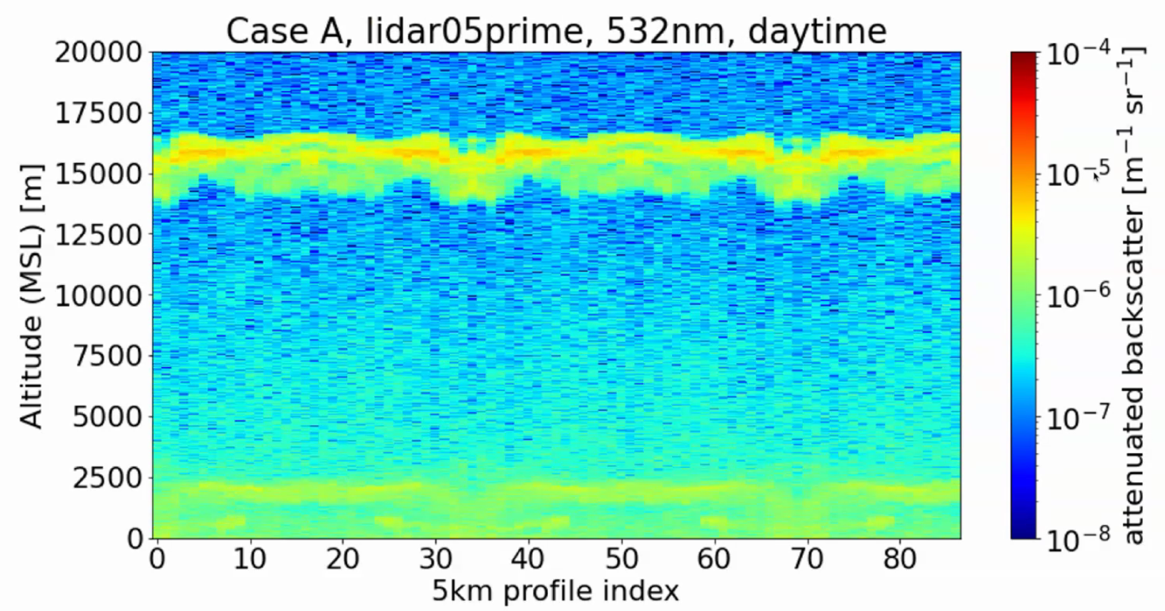 Case A, lidar05prime, 532nm, daytime
20000
17500
15000
12500
10000
7500
5000
2500
0
Altitude (MSL) [m]
0 10 20 30 40 50 60 70 80
5km profile index
10⁻⁴
10⁻⁵
10⁻⁶
10⁻⁷
10⁻⁸
attenuated backscatter [m⁻¹ sr⁻¹]